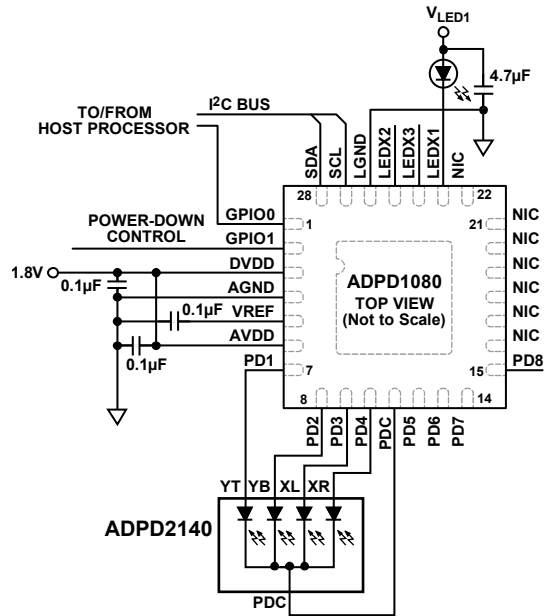 VLED1
4.7µF
I²C BUS
TO/FROM
HOST PROCESSOR
SDA
SCL
LGND
LEDX2
LEDX3
LEDX1
NIC
28
22
GPIO0
1
21
NIC
POWER-DOWN
CONTROL
GPIO1
NIC
1.8V
DVDD
NIC
0.1µF
AGND
NIC
0.1µF
VREF
NIC
AVDD
NIC
0.1µF
ADPD1080
TOP VIEW
(Not to Scale)
PD1
7
15
PD8
8
14
PD2
PD3
PD4
PDC
PD5
PD6
PD7
YT YB XL XR
ADPD2140
PDC